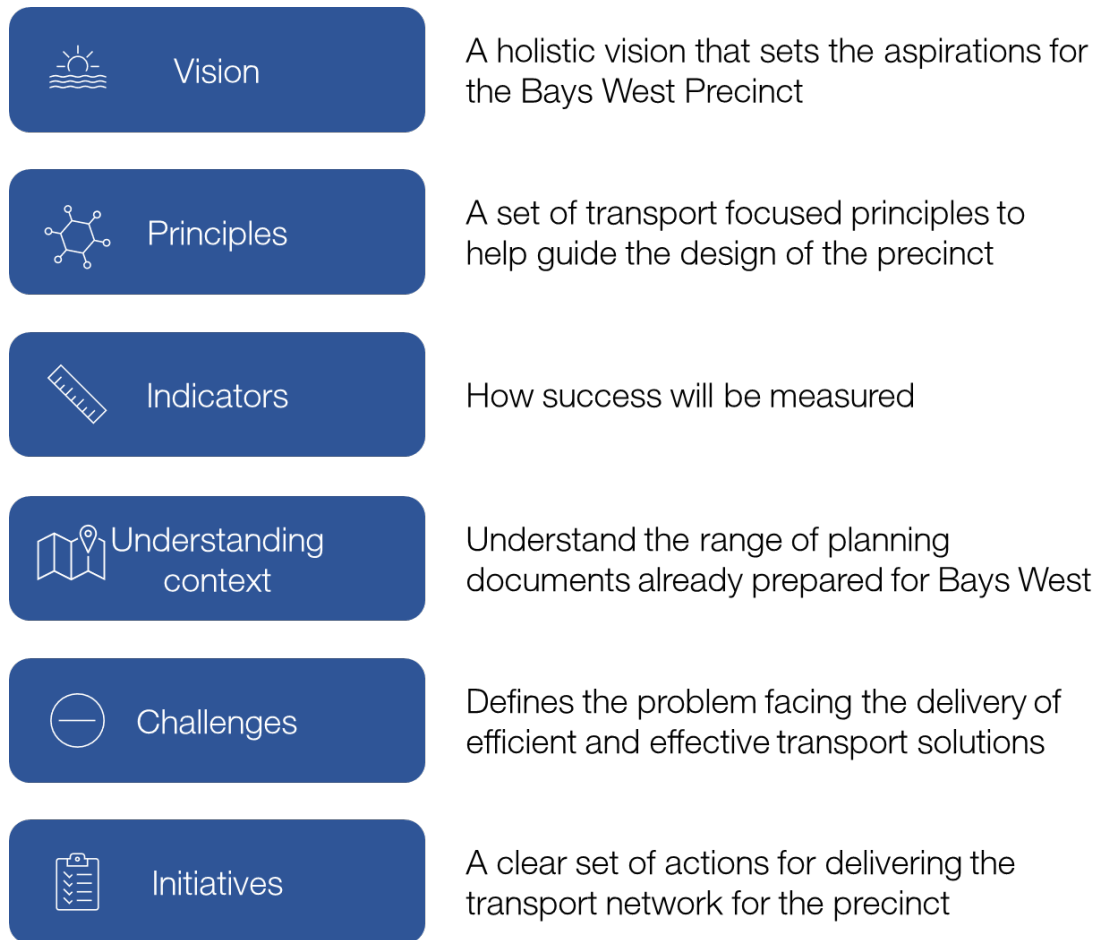 Vision
A holistic vision that sets the aspirations for
the Bays West Precinct
Principles
A set of transport focused principles to
help guide the design of the precinct
Indicators
How success will be measured
Understanding
context
Understand the range of planning
documents already prepared for Bays West
Challenges
Defines the problem facing the delivery of
efficient and effective transport solutions
Initiatives
A clear set of actions for delivering the
transport network for the precinct